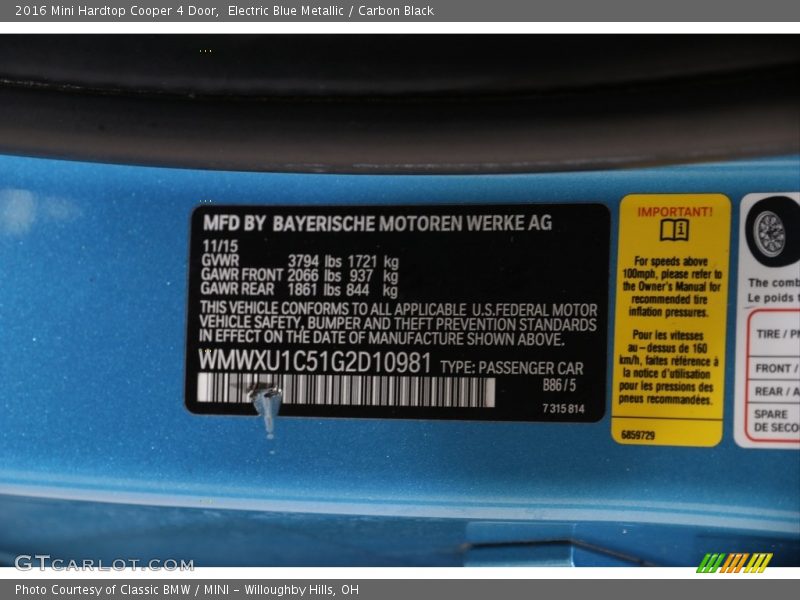 2016 Mini Hardtop Cooper 4 Door,  Electric Blue Metallic / Carbon Black
MFD BY BAYERISCHE MOTOREN WERKE AG
11/15
GVWR 3794 lbs 1721 kg
GAWR FRONT 2066 lbs 937 kg
GAWR REAR 1861 lbs 844 kg
THIS VEHICLE CONFORMS TO ALL APPLICABLE U.S.FEDERAL MOTOR
VEHICLE SAFETY, BUMPER AND THEFT PREVENTION STANDARDS
IN EFFECT ON THE DATE OF MANUFACTURE SHOWN ABOVE.
WMWXU1C51G2D10981 TYPE: PASSENGER CAR
B86/5
7 315 814
IMPORTANT!
For speeds above
100mph, please refer to
the Owner's Manual for
recommended tire
inflation pressures.
Pour les vitesses
au-dessus de 160
km/h, faites référence à
la notice d'utilisation
pour les pressions des
pneus recommandées.
6859729
The comb
Le poids t
TIRE / PN
FRONT /
REAR / A
SPARE
DE SECOU
GTcarlot.com
Photo Courtesy of Classic BMW / MINI - Willoughby Hills, OH